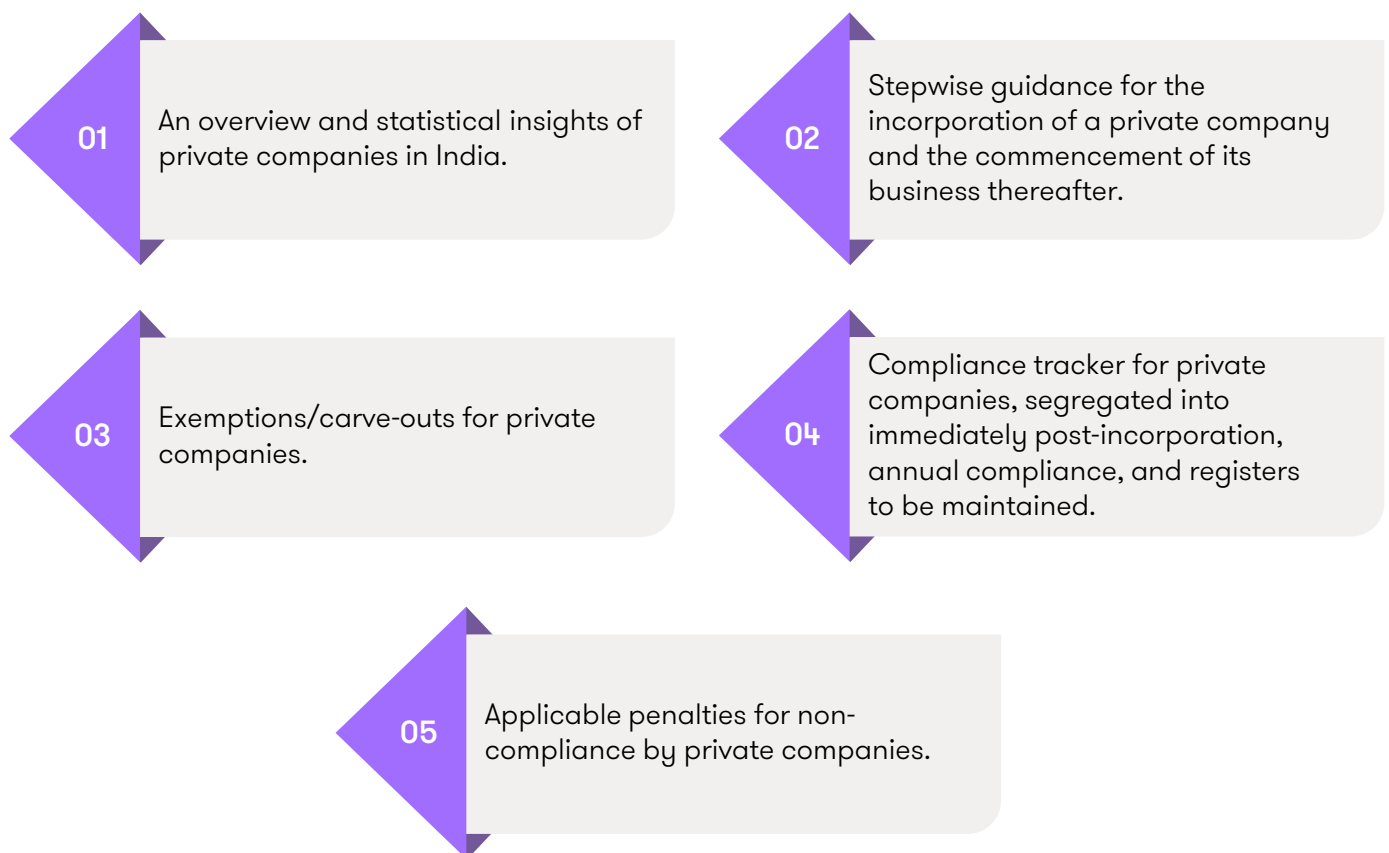 01
An overview and statistical insights of
private companies in India.
02
Stepwise guidance for the
incorporation of a private company
and the commencement of its
business thereafter.
03
Exemptions/carve-outs for private
companies.
04
Compliance tracker for private
companies, segregated into
immediately post-incorporation,
annual compliance, and registers
to be maintained.
05
Applicable penalties for non-
compliance by private companies.